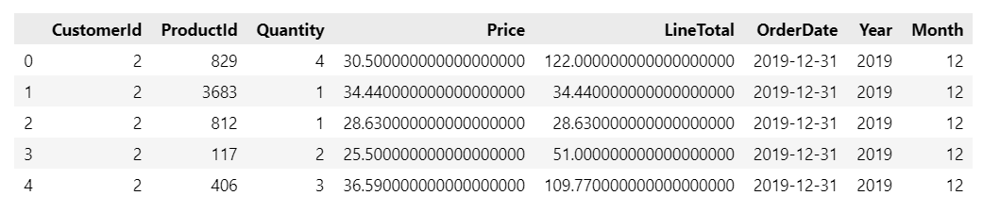 CustomerId ProductId Quantity Price LineTotal OrderDate Year Month
0 2 829 4 30.500000000000000000 122.000000000000000000 2019-12-31 2019 12
1 2 3683 1 34.440000000000000000 34.440000000000000000 2019-12-31 2019 12
2 2 812 1 28.630000000000000000 28.630000000000000000 2019-12-31 2019 12
3 2 117 2 25.500000000000000000 51.000000000000000000 2019-12-31 2019 12
4 2 406 3 36.590000000000000000 109.770000000000000000 2019-12-31 2019 12